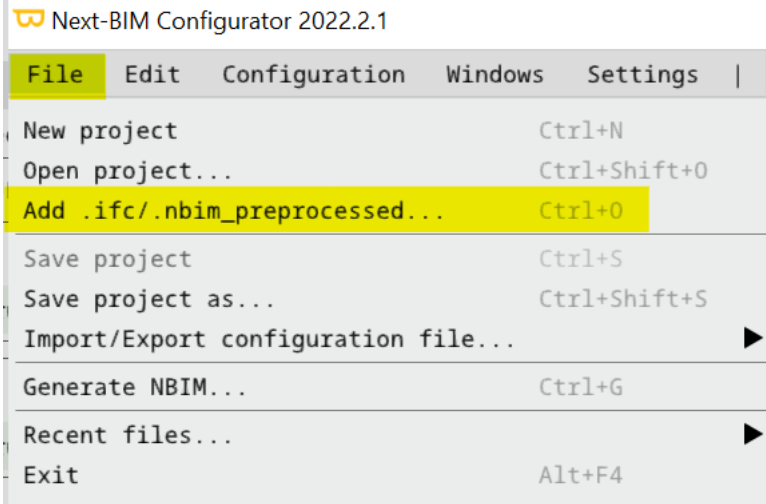 Next-BIM Configurator 2022.2.1
File Edit Configuration Windows Settings |
New project Ctrl+N
Open project... Ctrl+Shift+O
Add .ifc/.nbim_preprocessed... Ctrl+O
Save project Ctrl+S
Save project as... Ctrl+Shift+S
Import/Export configuration file...
Generate NBIM... Ctrl+G
Recent files...
Exit Alt+F4